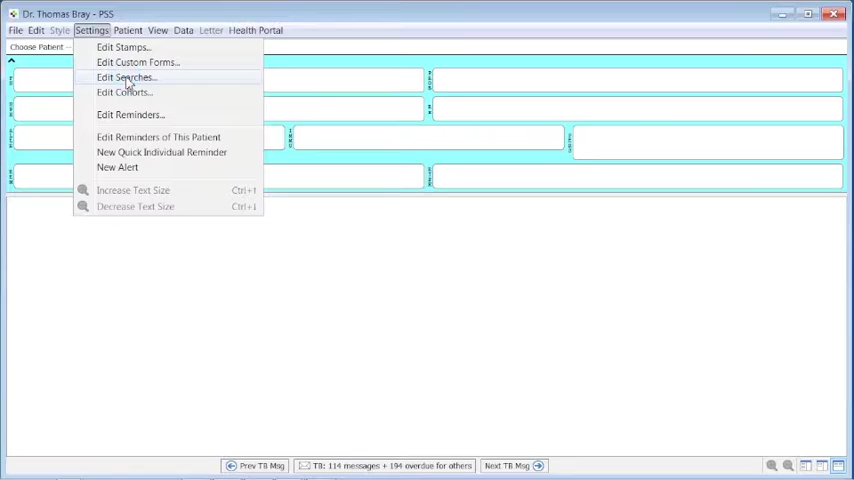 Dr. Thomas Bray - PSS
File Edit Style Settings Patient View Data Letter Health Portal
Choose Patient --
Edit Stamps...
Edit Custom Forms...
Edit Searches...
Edit Cohorts...
Edit Reminders...
Edit Reminders of This Patient
New Quick Individual Reminder
New Alert
Increase Text Size Ctrl+↑
Decrease Text Size Ctrl+↓
Prev TB Msg TB: 114 messages + 194 overdue for others Next TB Msg